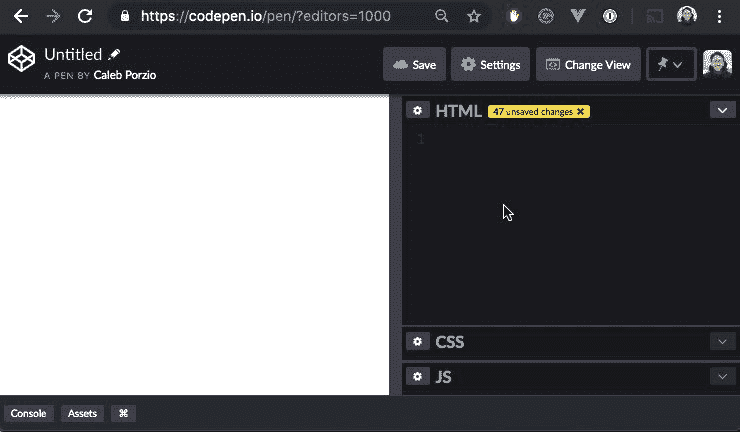 https://codepen.io/pen/?editors=1000
Untitled
A PEN BY Caleb Porzio
Save
Settings
Change View
HTML
47 unsaved changes ×
1
CSS
JS
Console
Assets
⌘